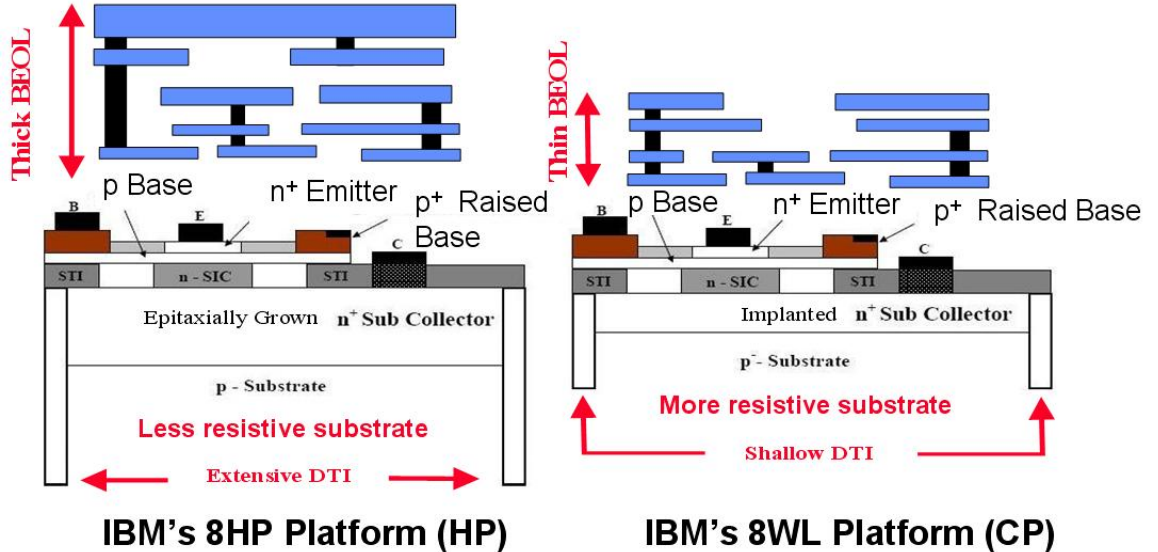 Thick BEOL
p Base
n+ Emitter
p+ Raised
Base
B
E
C
STI
n - SIC
STI
Epitaxially Grown n+ Sub Collector
p - Substrate
Less resistive substrate
Extensive DTI
IBM's 8HP Platform (HP)
Thin BEOL
p Base
n+ Emitter
p+ Raised Base
B
E
C
STI
n - SIC
STI
Implanted n+ Sub Collector
p- - Substrate
More resistive substrate
Shallow DTI
IBM's 8WL Platform (CP)